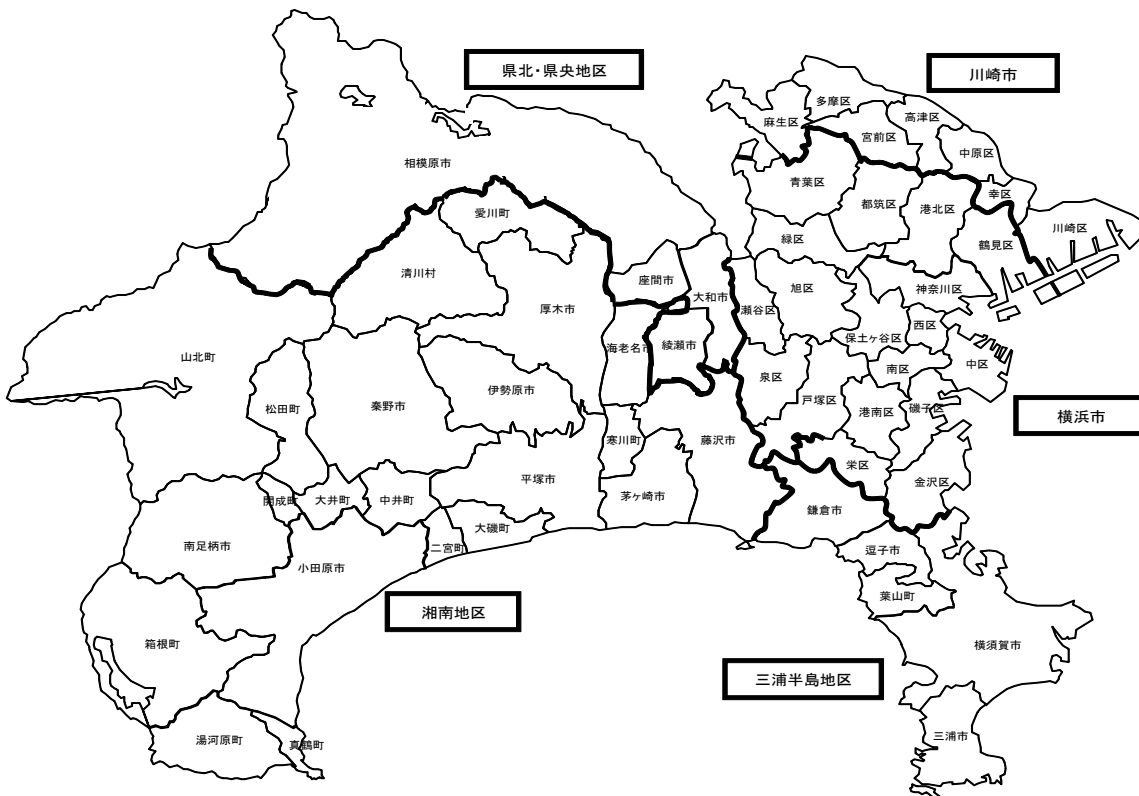 県北・県央地区
川崎市
多摩区
麻生区
高津区
宮前区
中原区
相模原市
青葉区
幸区
愛川町
都筑区
港北区
川崎区
緑区
鶴見区
清川村
座間市
大和市
旭区
神奈川区
厚木市
瀬谷区
西区
保土ヶ谷区
海老名市
綾瀬市
山北町
南区
中区
泉区
伊勢原市
秦野市
戸塚区
松田町
港南区
磯子区
横浜市
寒川町
藤沢市
栄区
平塚市
金沢区
開成町
大井町
中井町
茅ヶ崎市
鎌倉市
大磯町
南足柄市
二宮町
逗子市
小田原市
葉山町
湘南地区
箱根町
横須賀市
三浦半島地区
三浦市
湯河原町
真鶴町